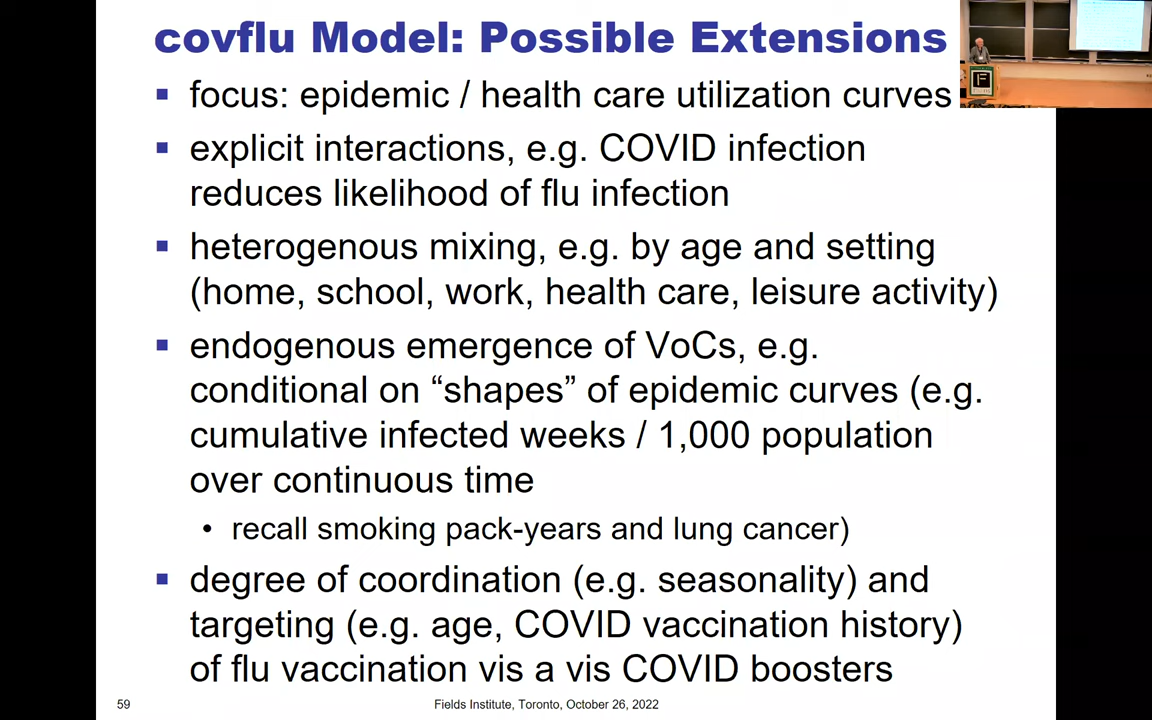 covflu Model: Possible Extensions
focus: epidemic / health care utilization curves
explicit interactions, e.g. COVID infection
reduces likelihood of flu infection
heterogenous mixing, e.g. by age and setting
(home, school, work, health care, leisure activity)
endogenous emergence of VoCs, e.g.
conditional on “shapes” of epidemic curves (e.g.
cumulative infected weeks / 1,000 population
over continuous time
• recall smoking pack-years and lung cancer)
degree of coordination (e.g. seasonality) and
targeting (e.g. age, COVID vaccination history)
of flu vaccination vis a vis COVID boosters
59
Fields Institute, Toronto, October 26, 2022